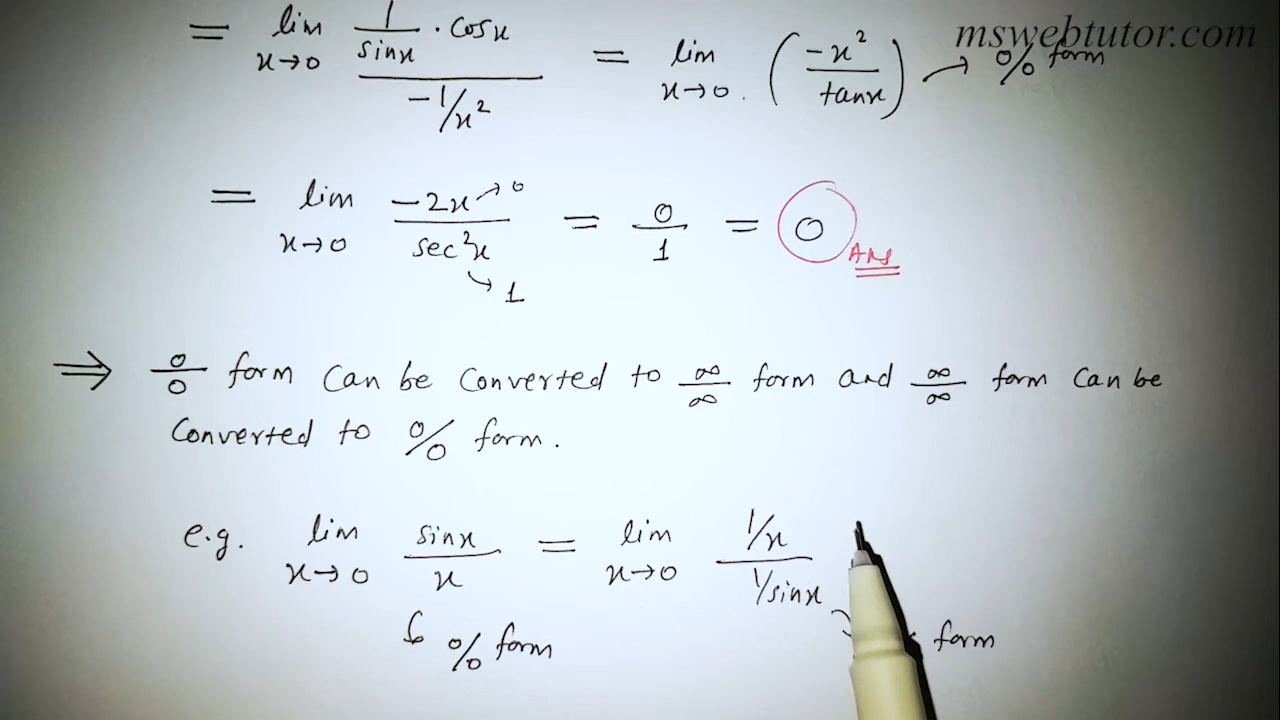 mswebtutor.com
= lim x→0 (1/sinx · cosx)/(-1/x²) = lim x→0. (-x²/tanx) → 0/0 form
= lim x→0 -2x→0/sec²x→1 = 0/1 = 0 Ans
⇒ 0/0 form can be converted to ∞/∞ form and ∞/∞ form can be
converted to 0/0 form.
e.g. lim x→0 sinx/x = lim x→0 (1/x)/(1/sinx)
0/0 form form